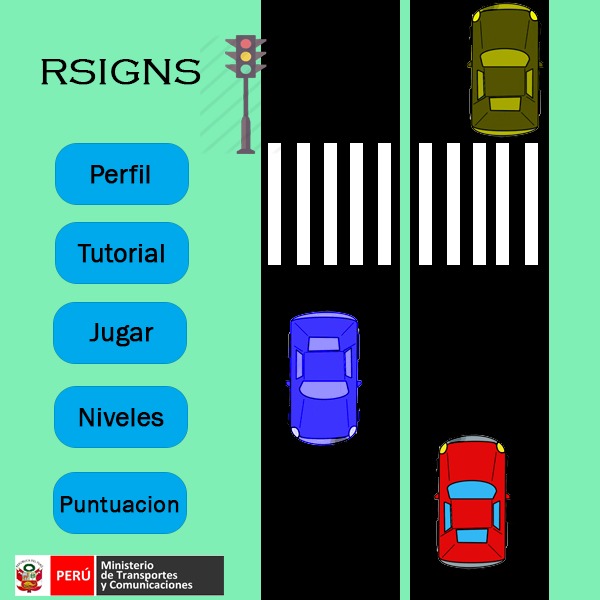 RSIGNS
Perfil
Tutorial
Jugar
Niveles
Puntuacion
PERÚ
Ministerio
de Transportes
y Comunicaciones